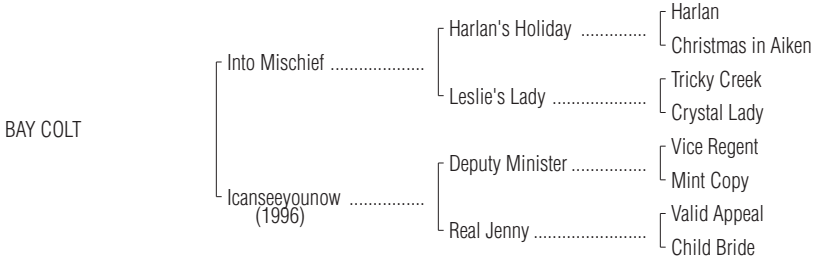 Harlan
Harlan's Holiday ..............
Christmas in Aiken
Into Mischief ....................
Tricky Creek
Leslie's Lady ....................
Crystal Lady
BAY COLT
Vice Regent
Deputy Minister ................
Mint Copy
Icanseeyounow ................
(1996)
Valid Appeal
Real Jenny ........................
Child Bride